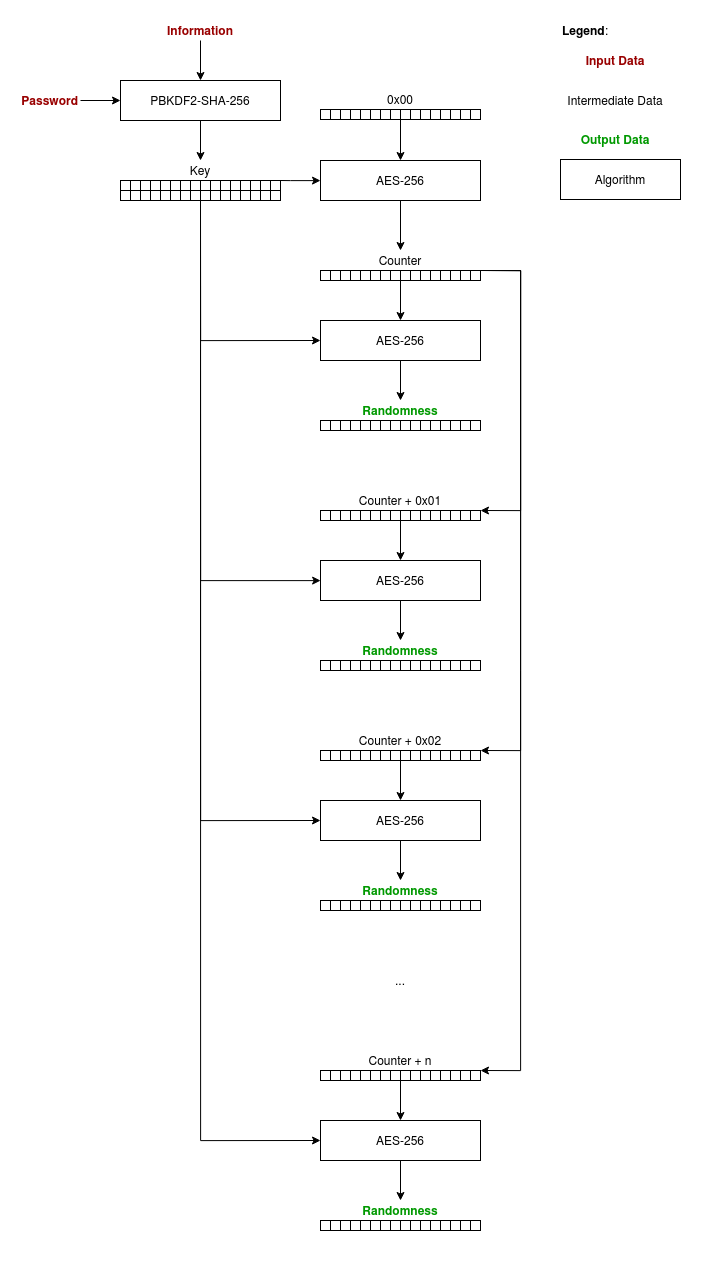 Information
Legend:
Input Data
Password
PBKDF2-SHA-256
0x00
Intermediate Data
Output Data
Key
AES-256
Algorithm
Counter
AES-256
Randomness
Counter + 0x01
AES-256
Randomness
Counter + 0x02
AES-256
Randomness
...
Counter + n
AES-256
Randomness